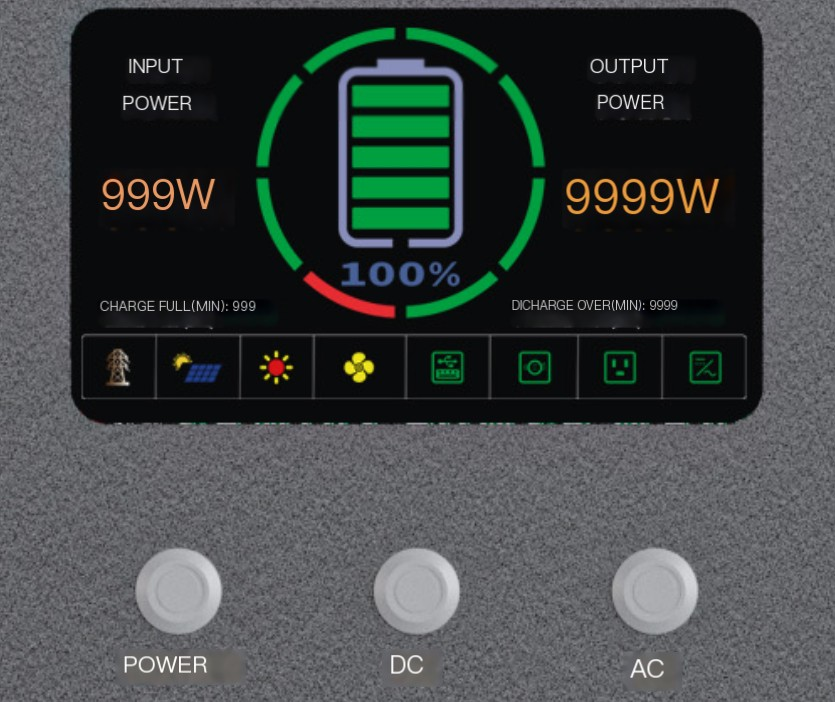 INPUT
POWER
OUTPUT
POWER
999W
9999W
100%
CHARGE FULL(MIN): 999
DICHARGE OVER(MIN): 9999
POWER
DC
AC